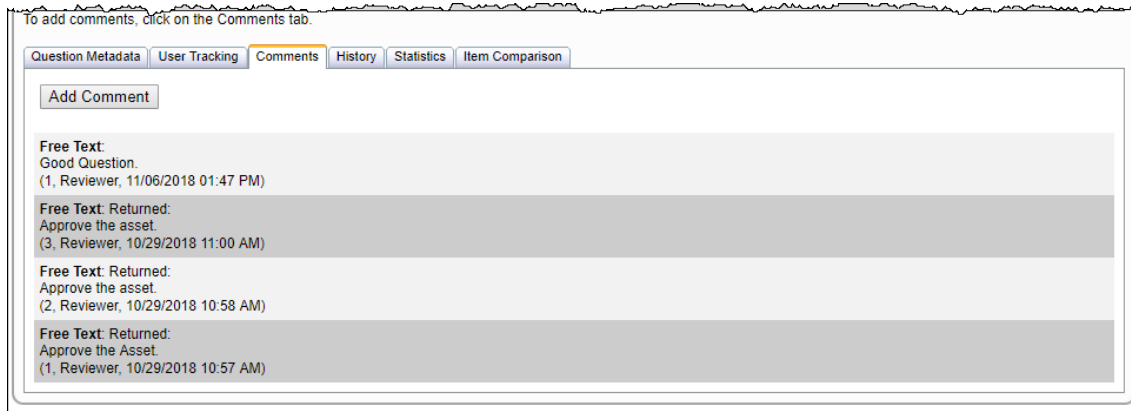 To add comments, click on the Comments tab.
Question Metadata User Tracking Comments History Statistics Item Comparison
Add Comment
Free Text:
Good Question.
(1, Reviewer, 11/06/2018 01:47 PM)
Free Text: Returned:
Approve the asset.
(3, Reviewer, 10/29/2018 11:00 AM)
Free Text: Returned:
Approve the asset.
(2, Reviewer, 10/29/2018 10:58 AM)
Free Text: Returned:
Approve the Asset.
(1, Reviewer, 10/29/2018 10:57 AM)